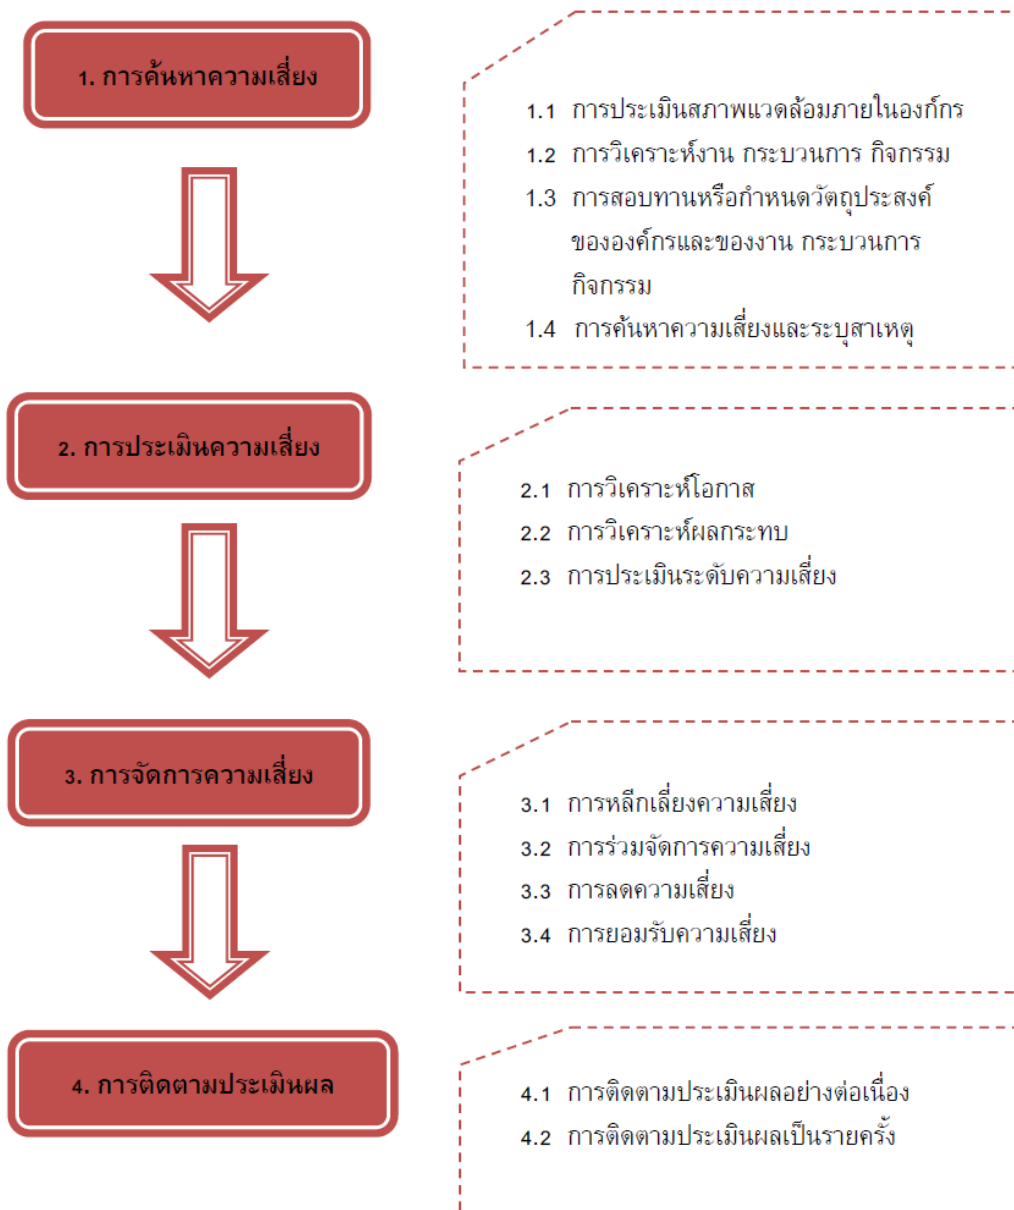 1. การค้นหาความเสี่ยง
1.1 การประเมินสภาพแวดล้อมภายในองก์กร
1.2 การวิเคราะห์งาน กระบวนการ กิจกรรม
1.3 การสอบทานหรือกำหนดวัตถุประสงค์
ขององค์กรและของงาน กระบวนการ
กิจกรรม
1.4 การค้นหาความเสี่ยงและระบุสาเหตุ
2. การประเมินความเสี่ยง
2.1 การวิเคราะห์โอกาส
2.2 การวิเคราะห์ผลกระทบ
2.3 การประเมินระดับความเสี่ยง
3. การจัดการความเสี่ยง
3.1 การหลีกเลี่ยงความเสี่ยง
3.2 การร่วมจัดการความเสี่ยง
3.3 การลดความเสี่ยง
3.4 การยอมรับความเสี่ยง
4. การติดตามประเมินผล
4.1 การติดตามประเมินผลอย่างต่อเนื่อง
4.2 การติดตามประเมินผลเป็นรายครั้ง